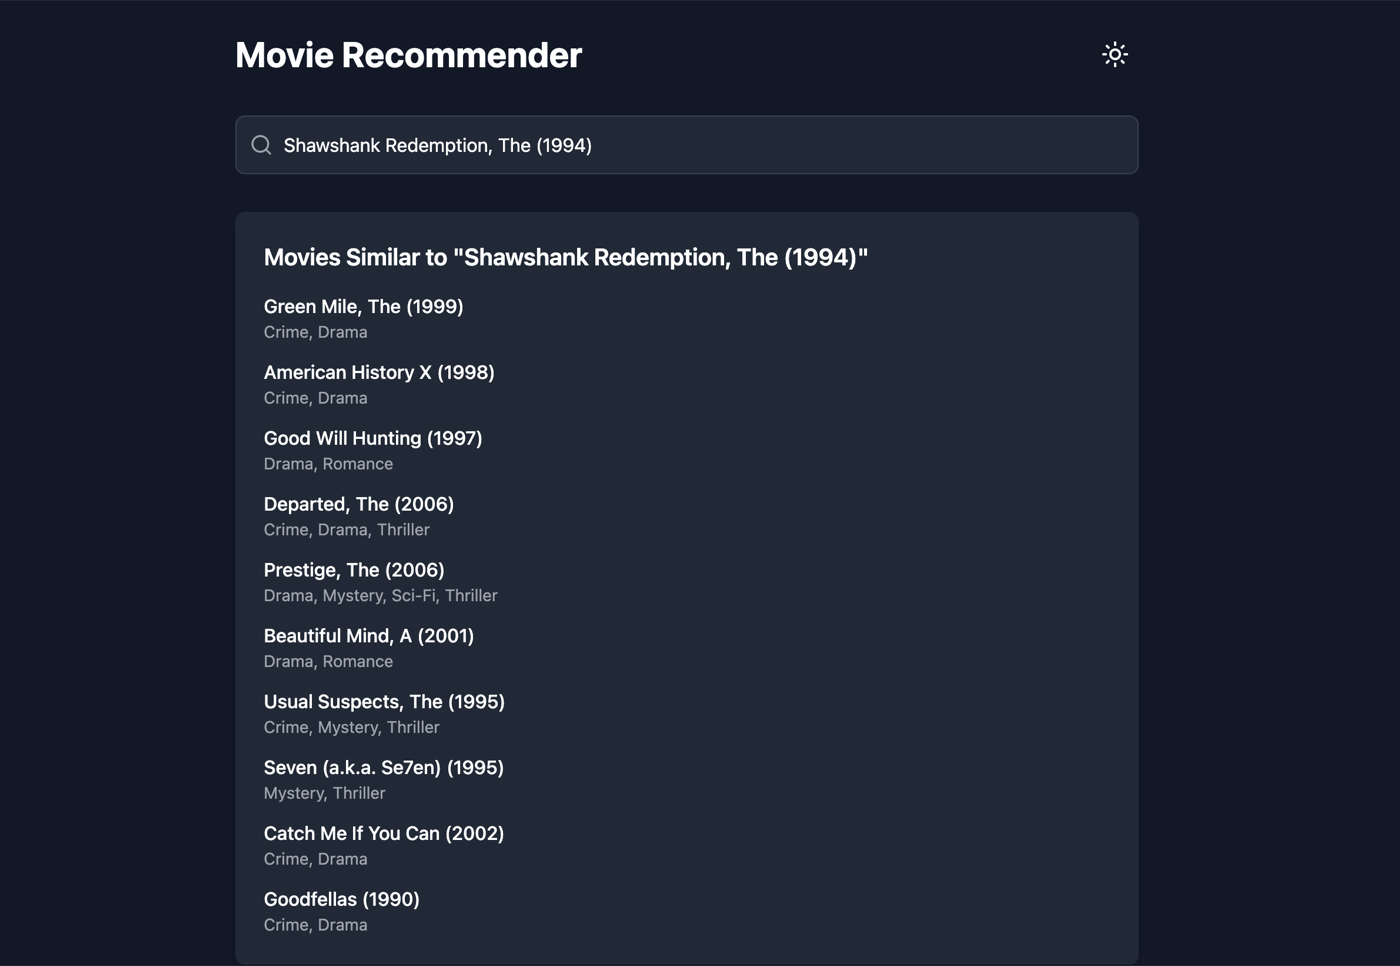 Movie Recommender
Shawshank Redemption, The (1994)
Movies Similar to "Shawshank Redemption, The (1994)"
Green Mile, The (1999)
Crime, Drama
American History X (1998)
Crime, Drama
Good Will Hunting (1997)
Drama, Romance
Departed, The (2006)
Crime, Drama, Thriller
Prestige, The (2006)
Drama, Mystery, Sci-Fi, Thriller
Beautiful Mind, A (2001)
Drama, Romance
Usual Suspects, The (1995)
Crime, Mystery, Thriller
Seven (a.k.a. Se7en) (1995)
Mystery, Thriller
Catch Me If You Can (2002)
Crime, Drama
Goodfellas (1990)
Crime, Drama